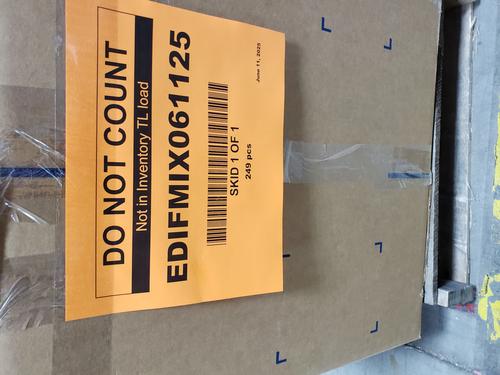 DO NOT COUNT
Not in Inventory TL load
EDIFMIX061125
SKID 1 OF 1
249 pcs
June 11, 2025